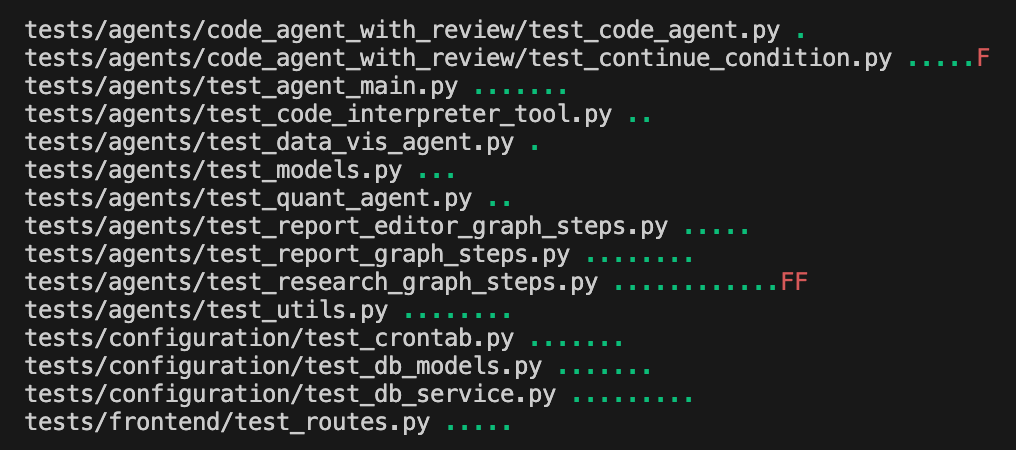 tests/agents/code_agent_with_review/test_code_agent.py .
tests/agents/code_agent_with_review/test_continue_condition.py .....F
tests/agents/test_agent_main.py .......
tests/agents/test_code_interpreter_tool.py ..
tests/agents/test_data_vis_agent.py .
tests/agents/test_models.py ...
tests/agents/test_quant_agent.py ..
tests/agents/test_report_editor_graph_steps.py .....
tests/agents/test_report_graph_steps.py ........
tests/agents/test_research_graph_steps.py ............FF
tests/agents/test_utils.py ........
tests/configuration/test_crontab.py .......
tests/configuration/test_db_models.py .......
tests/configuration/test_db_service.py .........
tests/frontend/test_routes.py .....